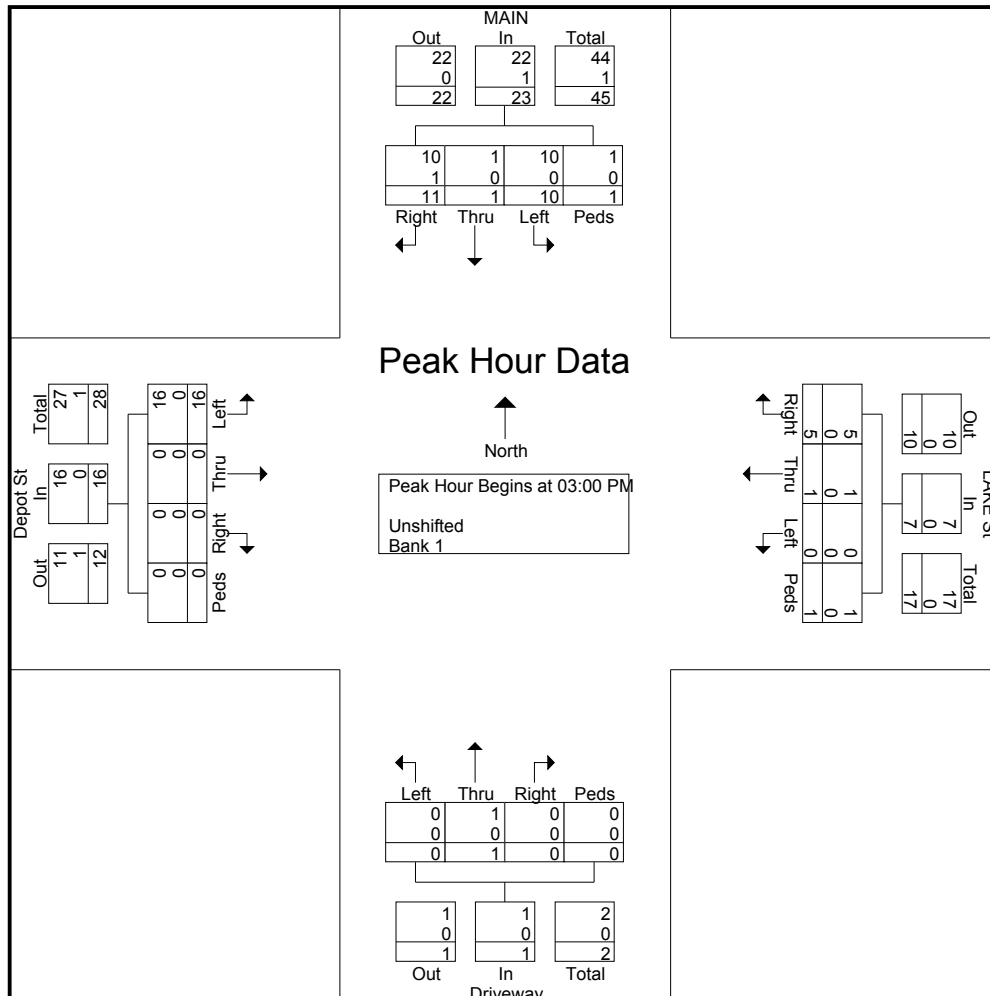 MAIN
Out In Total
22 22 44
0 1 1
22 23 45
10 1 10 1
1 0 0 0
11 1 10 1
Right Thru Left Peds
Peak Hour Data
North
Peak Hour Begins at 03:00 PM
Unshifted
Bank 1
Depot St
Out In Total
11 16 27
1 0 1
12 16 28
0 0 0 16
0 0 0 0
0 0 0 16
Peds Right Thru Left
LAKE St
Out In Total
10 7 17
0 0 0
10 7 17
5 1 0 1
0 0 0 0
5 1 0 1
Right Thru Left Peds
Left Thru Right Peds
0 1 0 0
0 0 0 0
0 1 0 0
1 1 2
0 0 0
1 1 2
Out In Total
Driveway